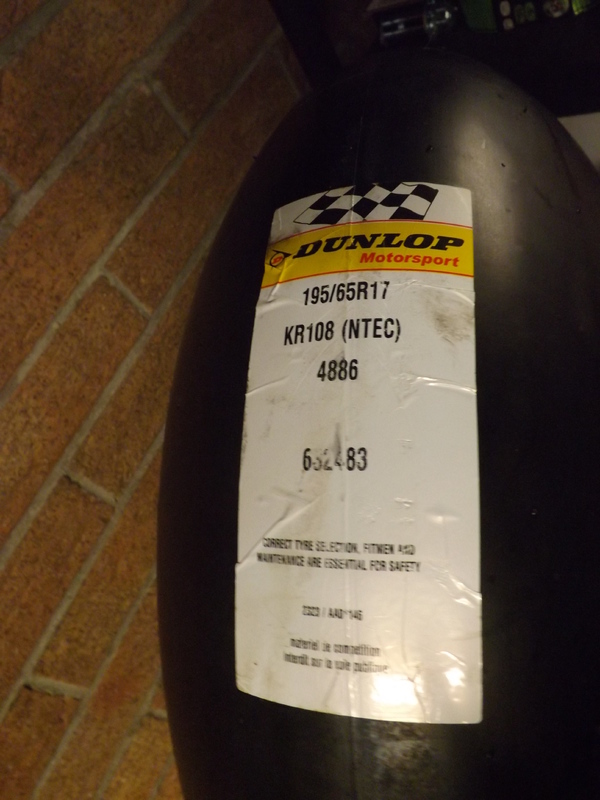 DUNLOP
Motorsport
195/65R17
KR108 (NTEC)
4886
CORRECT TYRE SELECTION, FITMEN AND
MAINTENANCE ARE ESSENTIAL FOR SAFETY
materiel de competition
interdit sur la voie publique